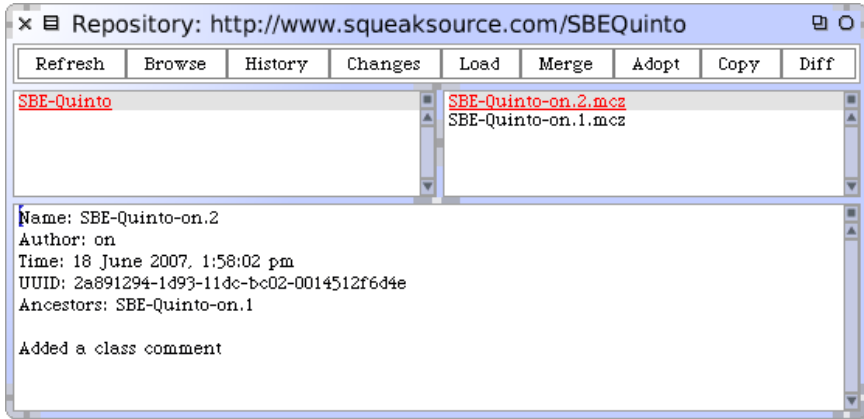 Repository: http://www.squeaksource.com/SBEQuinto
Refresh Browse History Changes Load Merge Adopt Copy Diff
SBE-Quinto
SBE-Quinto-on.2.mcz
SBE-Quinto-on.1.mcz
Name: SBE-Quinto-on.2
Author: on
Time: 18 June 2007, 1:58:02 pm
UUID: 2a891294-1d93-11dc-bc02-0014512f6d4e
Ancestors: SBE-Quinto-on.1
Added a class comment